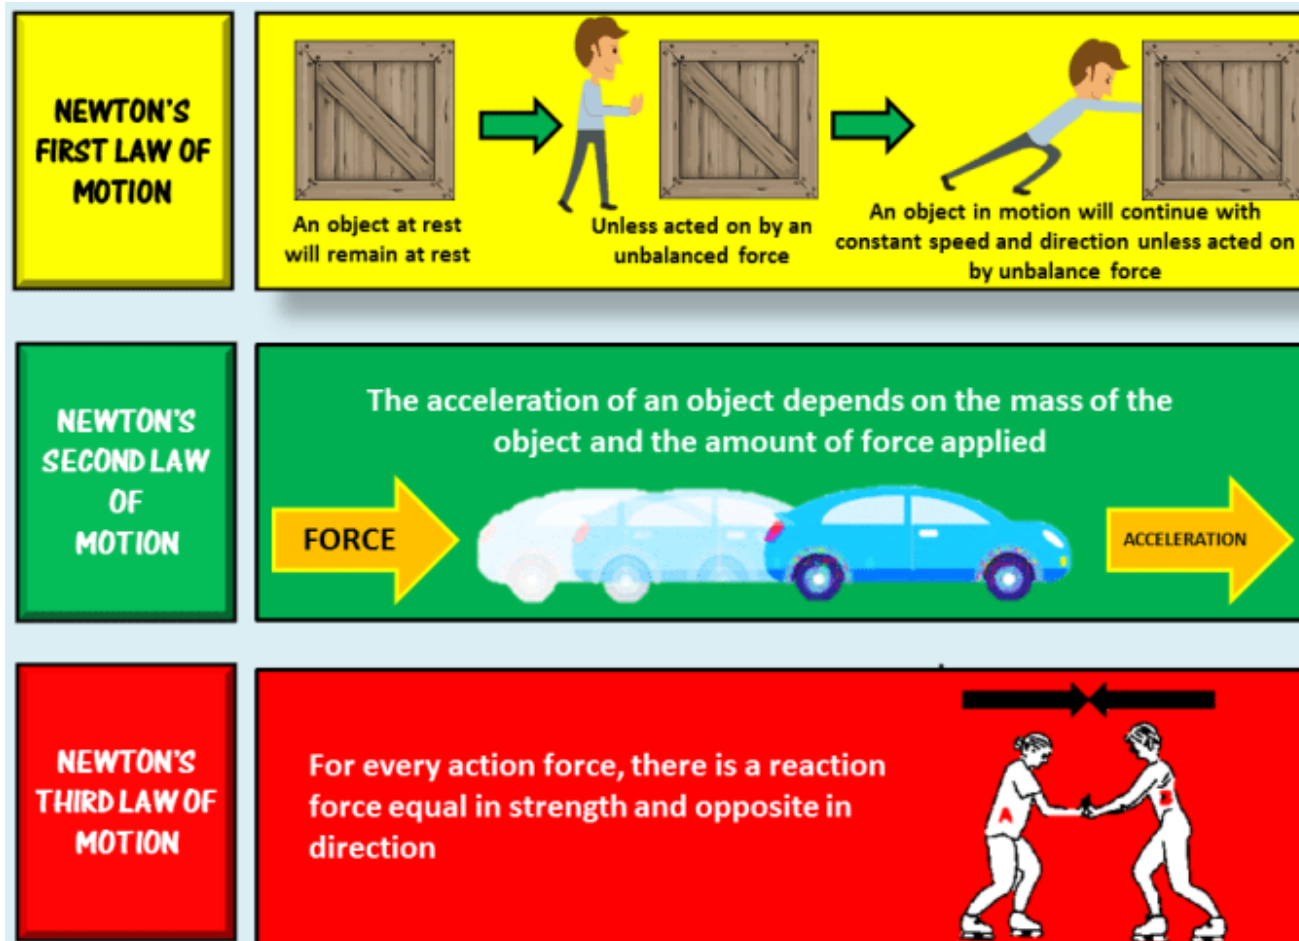 NEWTON'S
FIRST LAW OF
MOTION
An object at rest
will remain at rest
Unless acted on by an
unbalanced force
An object in motion will continue with
constant speed and direction unless acted on
by unbalance force
NEWTON'S
SECOND LAW
OF
MOTION
The acceleration of an object depends on the mass of the
object and the amount of force applied
FORCE
ACCELERATION
NEWTON'S
THIRD LAW OF
MOTION
For every action force, there is a reaction
force equal in strength and opposite in
direction
A
B